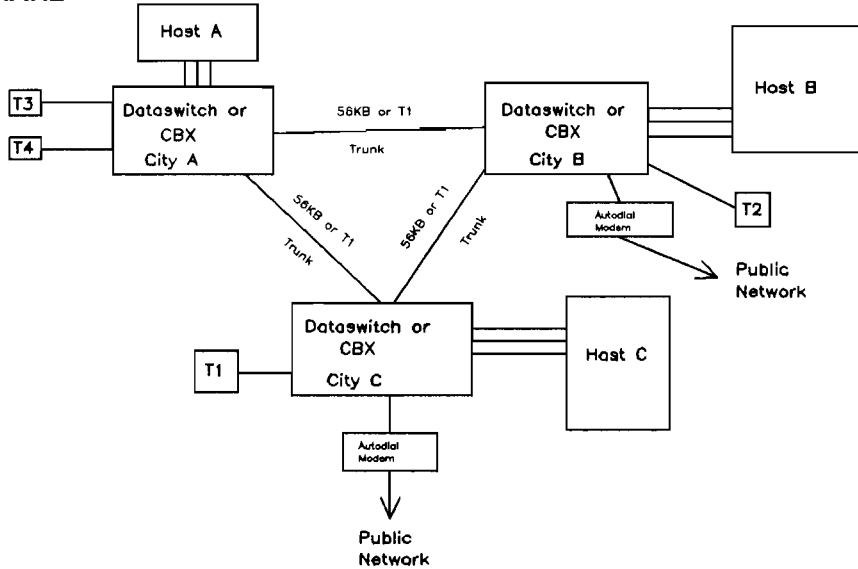 Host A
T3
T4
Dataswitch or
CBX
City A
56KB or T1
Trunk
Dataswitch or
CBX
City B
Host B
T2
Autodial
Modem
Public
Network
56KB or T1
Trunk
56KB or T1
Trunk
Dataswitch or
CBX
City C
T1
Host C
Autodial
Modem
Public
Network